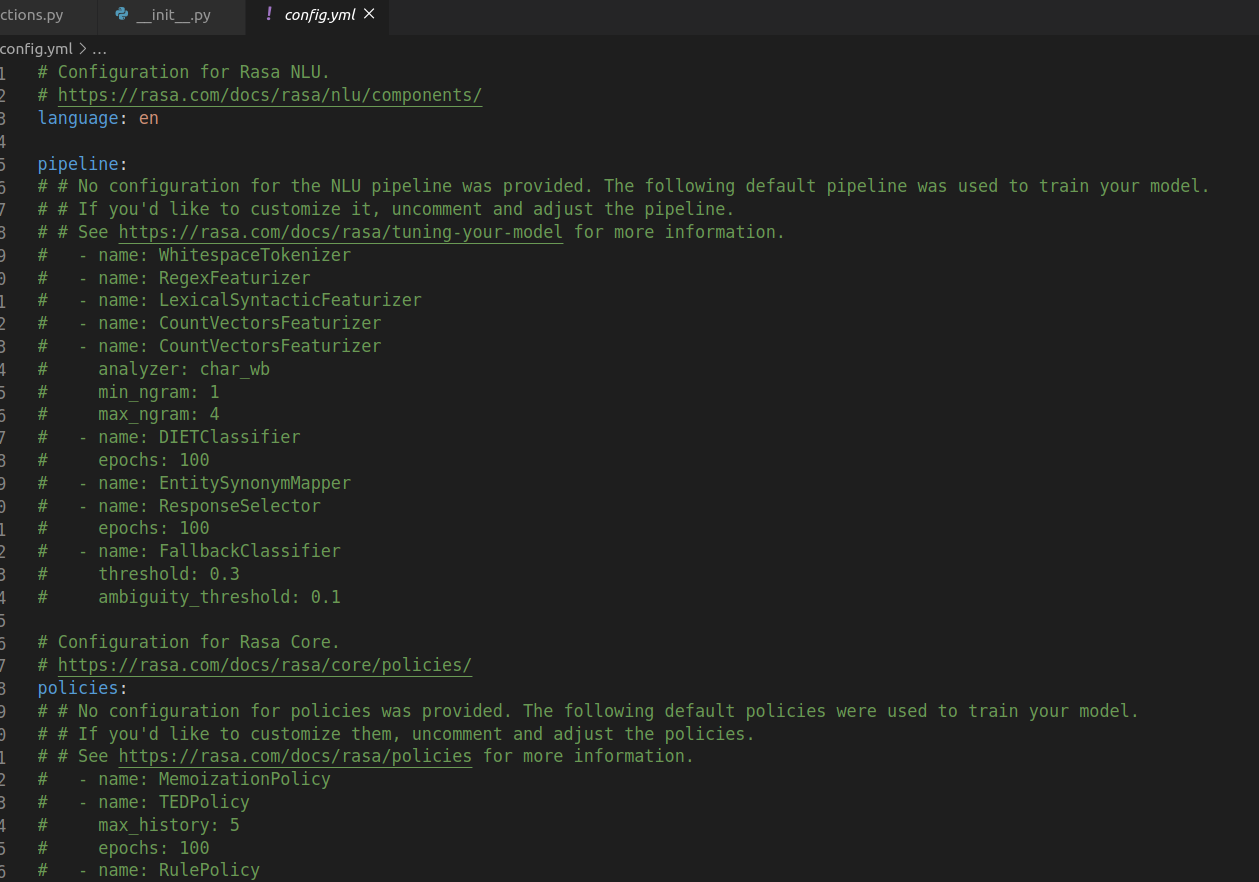 ctions.py
__init__.py
! config.yml ×
config.yml > ...
1 # Configuration for Rasa NLU.
2 # https://rasa.com/docs/rasa/nlu/components/
3 language: en
4
5 pipeline:
6 # # No configuration for the NLU pipeline was provided. The following default pipeline was used to train your model.
7 # # If you'd like to customize it, uncomment and adjust the pipeline.
8 # # See https://rasa.com/docs/rasa/tuning-your-model for more information.
9 #   - name: WhitespaceTokenizer
0 #   - name: RegexFeaturizer
1 #   - name: LexicalSyntacticFeaturizer
2 #   - name: CountVectorsFeaturizer
3 #   - name: CountVectorsFeaturizer
4 #     analyzer: char_wb
5 #     min_ngram: 1
6 #     max_ngram: 4
7 #   - name: DIETClassifier
8 #     epochs: 100
9 #   - name: EntitySynonymMapper
0 #   - name: ResponseSelector
1 #     epochs: 100
2 #   - name: FallbackClassifier
3 #     threshold: 0.3
4 #     ambiguity_threshold: 0.1
5
6 # Configuration for Rasa Core.
7 # https://rasa.com/docs/rasa/core/policies/
8 policies:
9 # # No configuration for policies was provided. The following default policies were used to train your model.
0 # # If you'd like to customize them, uncomment and adjust the policies.
1 # # See https://rasa.com/docs/rasa/policies for more information.
2 #   - name: MemoizationPolicy
3 #   - name: TEDPolicy
4 #     max_history: 5
5 #     epochs: 100
6 #   - name: RulePolicy